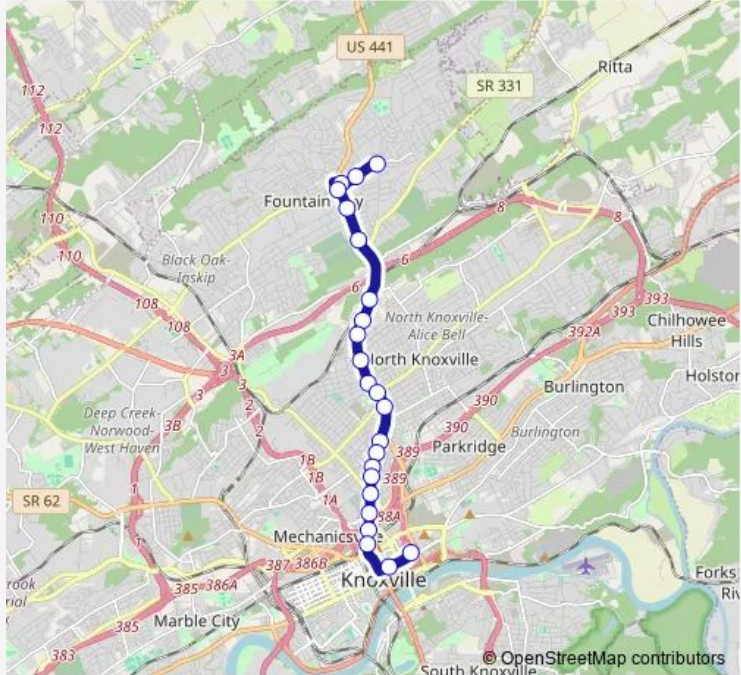 US 441
Ritta
112
SR 331
112
8
Fountain
110
8
6
Black Oak-
Inskip
110
6
108
393
393
North Knoxville-
Alice Bell
108
Chilhowee
Hills
392A
3A
North Knoxville
3
3
Holston
3
390
Burlington
2
Deep Creek-
Norwood-
West Haven
390
3B
2
Burlington
389
Parkridge
1B
389
1
1B
SR 62
1A
Mechanicsville
1
387
386B
385
386A
Knoxville
Forks
Marble City
385
383
South Knoxville
© OpenStreetMap contributors